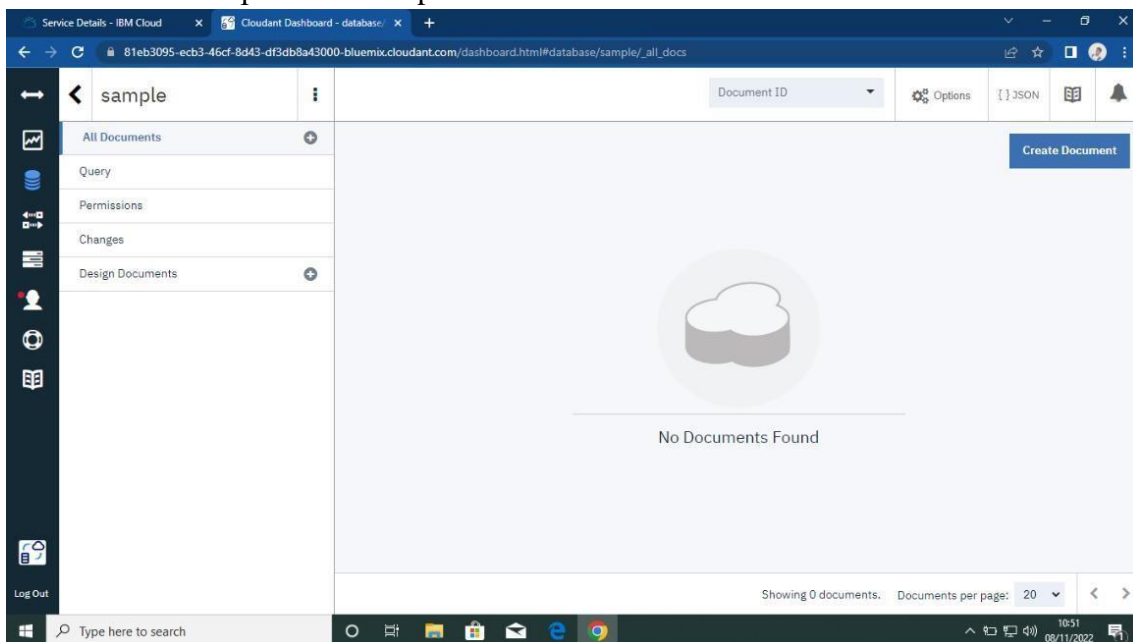 Service Details - IBM Cloud
Cloudant Dashboard - database/
81eb3095-ecb3-46cf-8d43-df3db8a43000-bluemix.cloudant.com/dashboard.html#database/sample/_all_docs
sample
Document ID
Options
{ } JSON
All Documents
Create Document
Query
Permissions
Changes
Design Documents
No Documents Found
Log Out
Showing 0 documents.
Documents per page: 20
Type here to search
10:51
08/11/2022